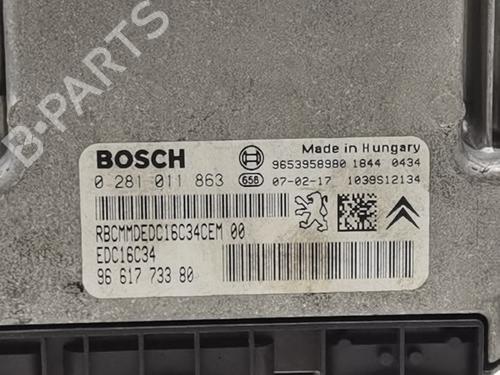 B-PARTS
BOSCH
Made in Hungary
9653958980 1844 0434
0 281 011 863 658 07-02-17 1039S12134
RBCMMDEDC16C34CEM 00
EDC16C34
96 617 733 80